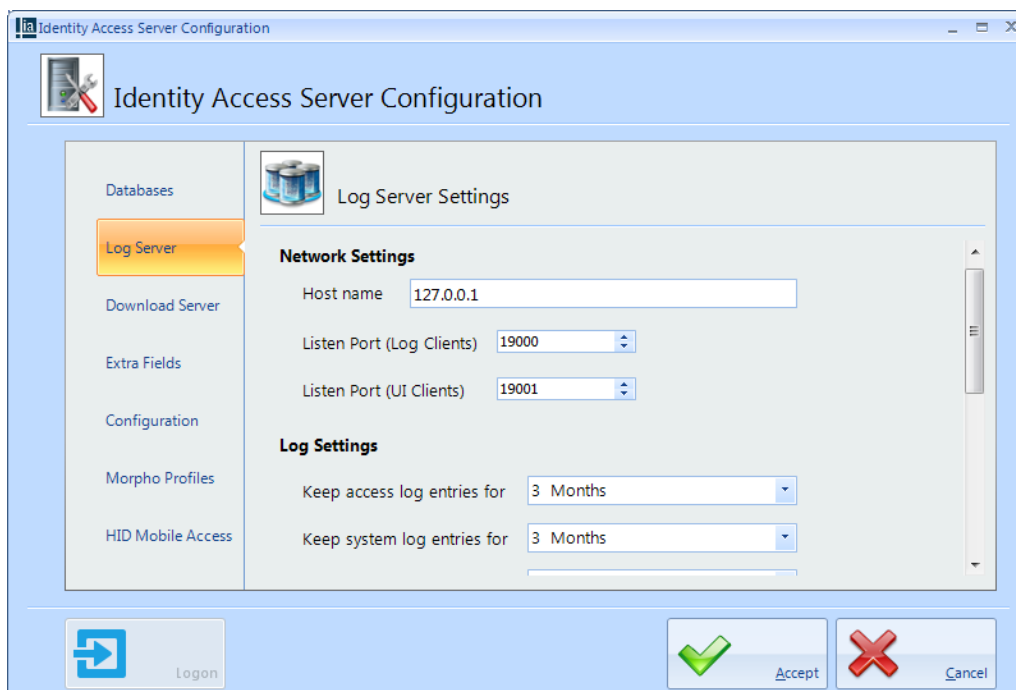 ia Identity Access Server Configuration
Identity Access Server Configuration
Databases
Log Server
Download Server
Extra Fields
Configuration
Morpho Profiles
HID Mobile Access
Log Server Settings
Network Settings
Host name 127.0.0.1
Listen Port (Log Clients) 19000
Listen Port (UI Clients) 19001
Log Settings
Keep access log entries for 3 Months
Keep system log entries for 3 Months
Logon
Accept
Cancel